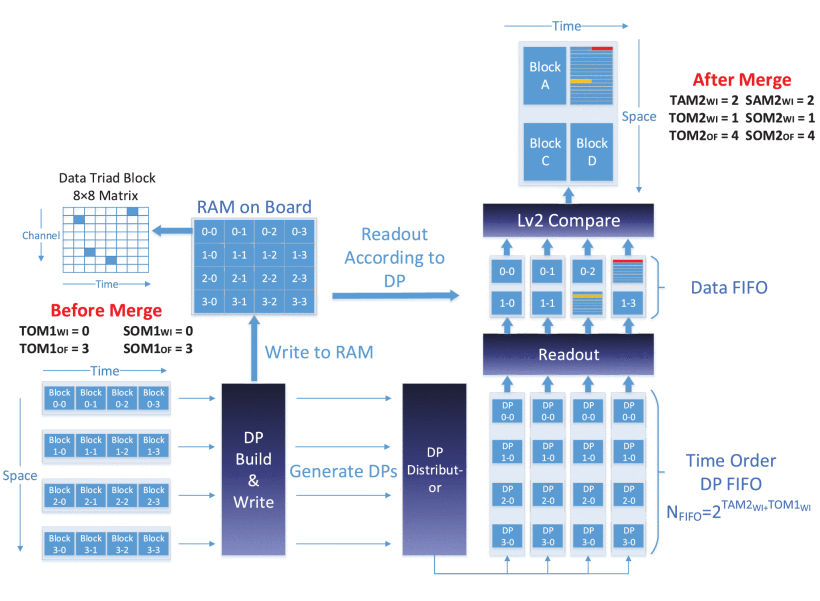 Time
Block
A
Block
C
Block
D
Space
After Merge
TAM2WI = 2 SAM2WI = 2
TOM2WI = 1 SOM2WI = 1
TOM2OF = 4 SOM2OF = 4
Data Triad Block
8×8 Matrix
Channel
Time
RAM on Board
0-0 0-1 0-2 0-3
1-0 1-1 1-2 1-3
2-0 2-1 2-2 2-3
3-0 3-1 3-2 3-3
Readout
According to
DP
Lv2 Compare
0-0 0-1 0-2
1-0 1-1 1-3
Data FIFO
Readout
Before Merge
TOM1WI = 0 SOM1WI = 0
TOM1OF = 3 SOM1OF = 3
Write to RAM
Time
Space
Block Block Block Block
0-0 0-1 0-2 0-3
Block Block Block Block
1-0 1-1 1-2 1-3
Block Block Block Block
2-0 2-1 2-2 2-3
Block Block Block Block
3-0 3-1 3-2 3-3
DP
Build
&
Write
Generate DPs
DP
Distribut-
or
DP DP DP DP
0-0 0-0 0-0 0-0
DP DP DP DP
1-0 1-0 1-0 1-0
DP DP DP DP
2-0 2-0 2-0 2-0
DP DP DP DP
3-0 3-0 3-0 3-0
Time Order
DP FIFO
NFIFO=2TAM2WI+TOM1WI